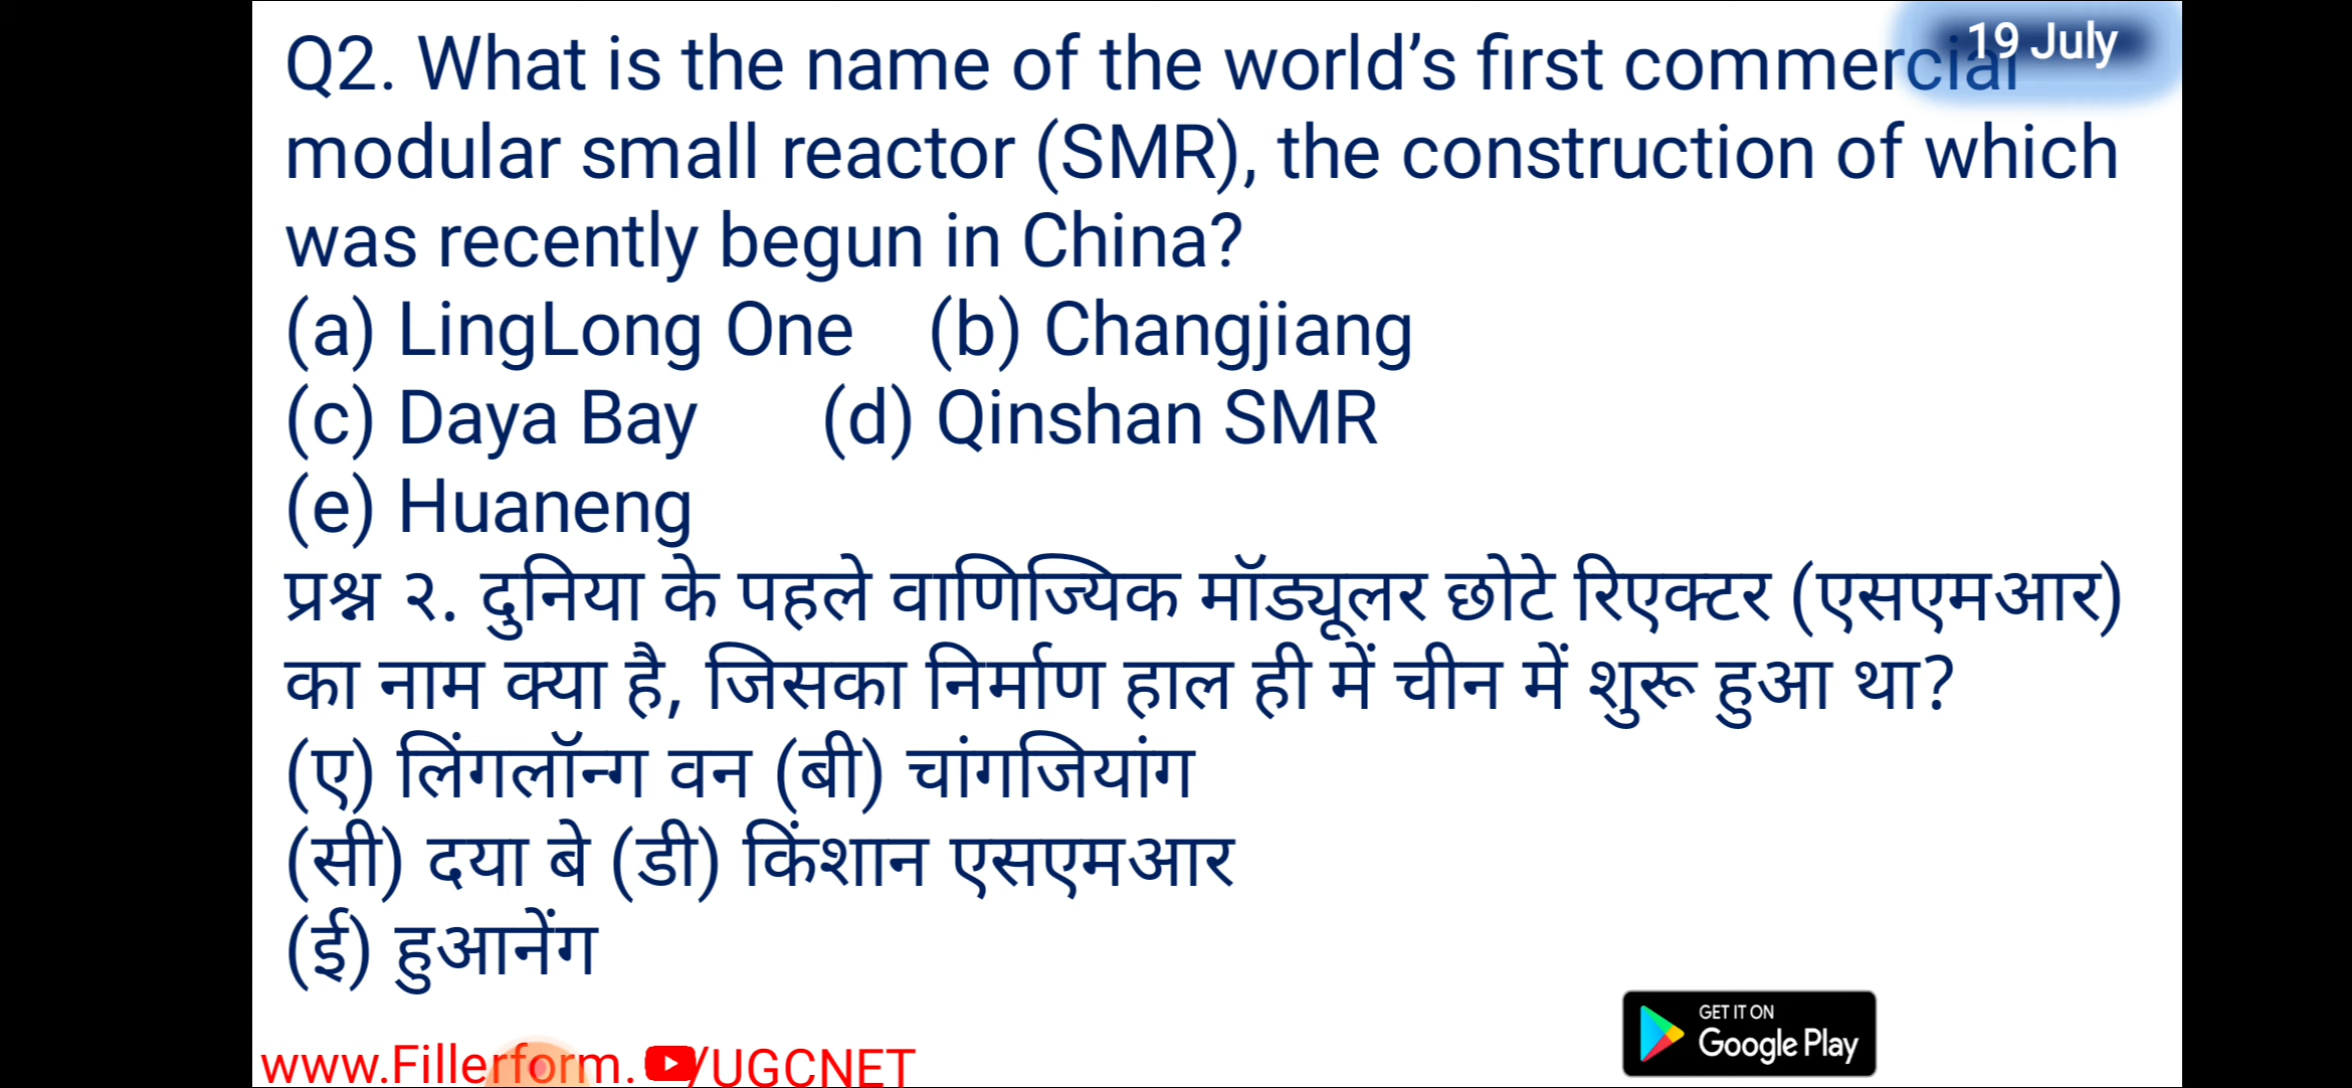 Q2. What is the name of the world's first commercial
19 July
modular small reactor (SMR), the construction of which
was recently begun in China?
(a) LingLong One (b) Changjiang
(c) Daya Bay (d) Qinshan SMR
(e) Huaneng
प्रश्न २. दुनिया के पहले वाणिज्यिक मॉड्यूलर छोटे रिएक्टर (एसएमआर)
का नाम क्या है, जिसका निर्माण हाल ही में चीन में शुरू हुआ था?
(ए) लिंगलॉन्ग वन (बी) चांगजियांग
(सी) दया बे (डी) किंशान एसएमआर
(ई) हुआनेंग
GET IT ON
Google Play
www.Fillerform. /UGCNET